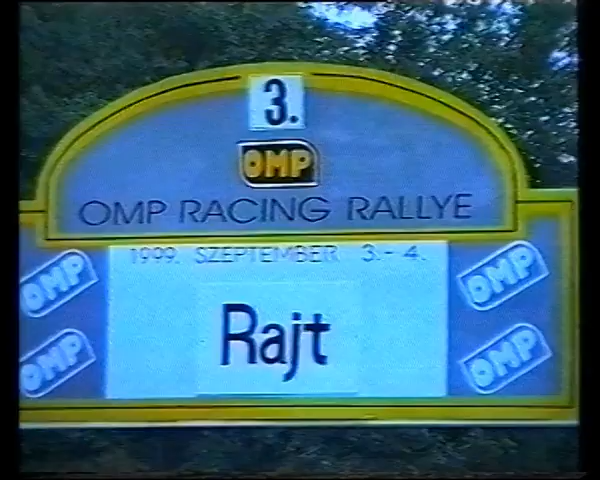 3.
OMP
OMP RACING RALLYE
1999. SZEPTEMBER 3.- 4.
OMP
OMP
Rajt
OMP
OMP